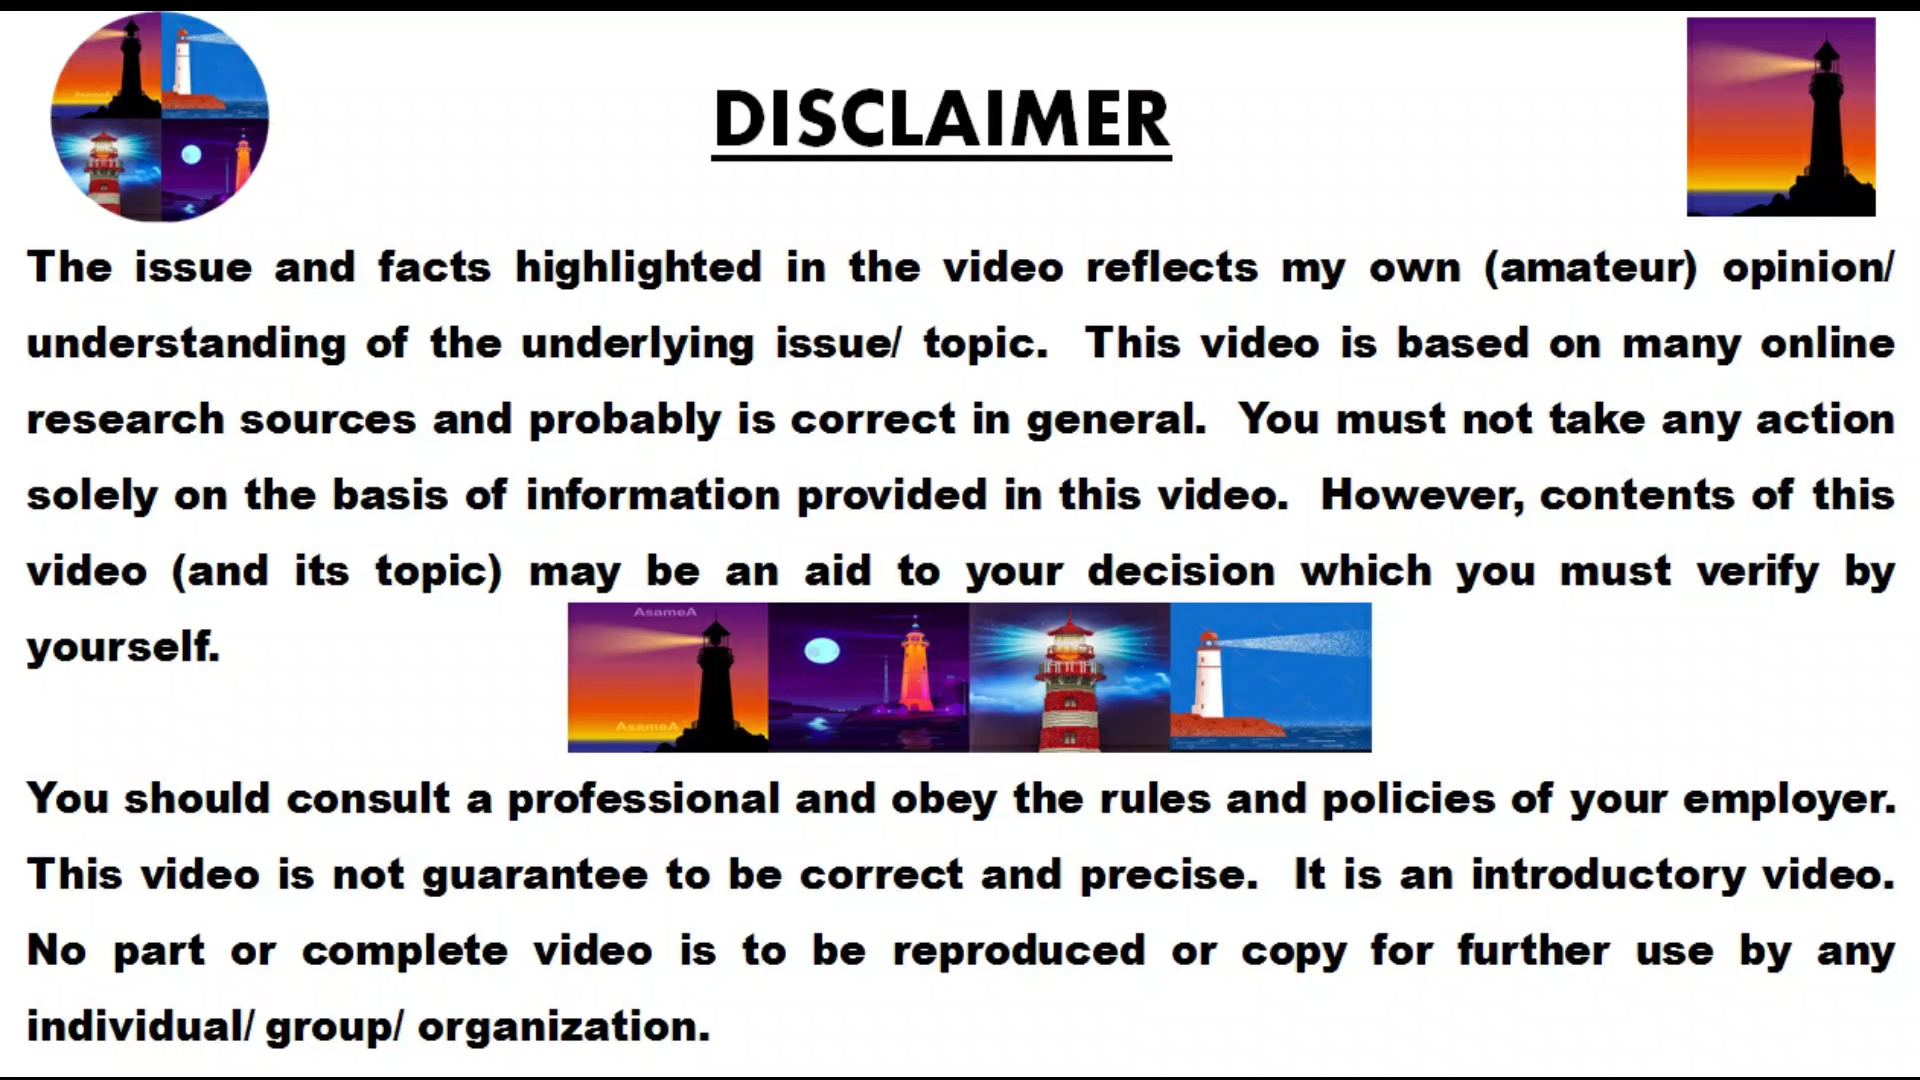 DISCLAIMER
The issue and facts highlighted in the video reflects my own (amateur) opinion/
understanding of the underlying issue/ topic. This video is based on many online
research sources and probably is correct in general. You must not take any action
solely on the basis of information provided in this video. However, contents of this
video (and its topic) may be an aid to your decision which you must verify by
yourself.
AsameA
AsameA
You should consult a professional and obey the rules and policies of your employer.
This video is not guarantee to be correct and precise. It is an introductory video.
No part or complete video is to be reproduced or copy for further use by any
individual/ group/ organization.